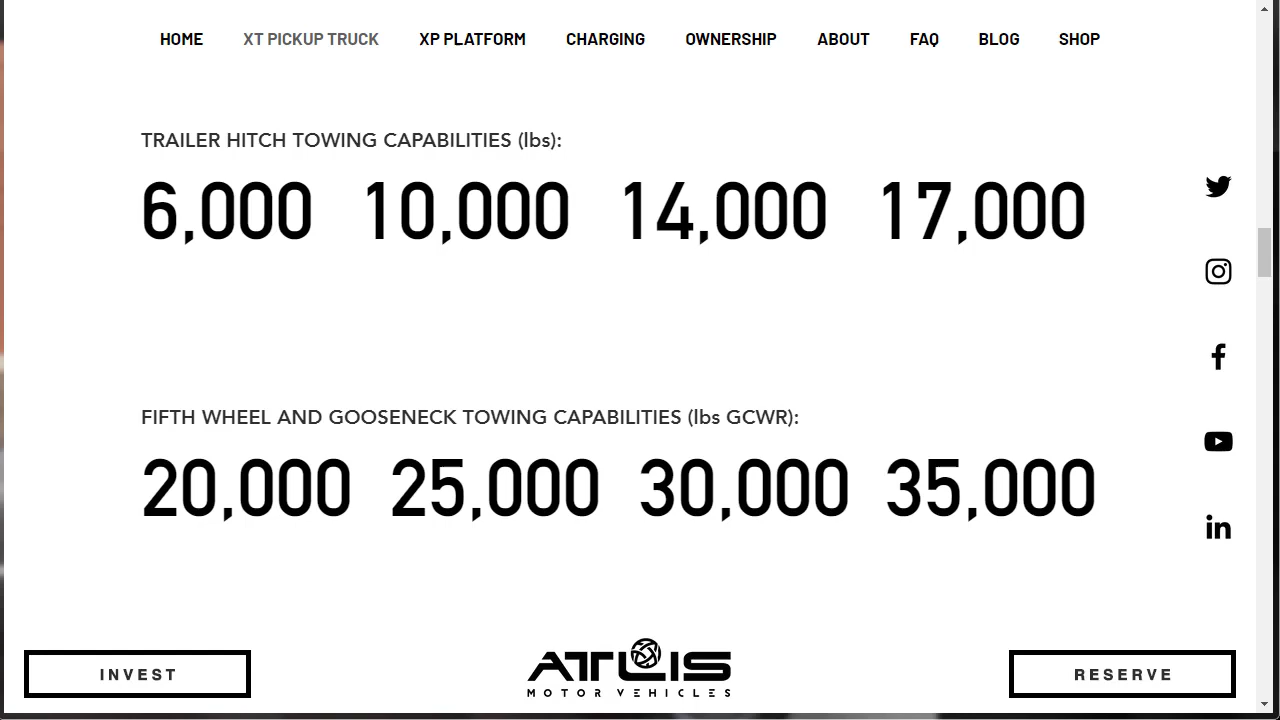 HOME XT PICKUP TRUCK XP PLATFORM CHARGING OWNERSHIP ABOUT FAQ BLOG SHOP
TRAILER HITCH TOWING CAPABILITIES (lbs):
6,000 10,000 14,000 17,000
FIFTH WHEEL AND GOOSENECK TOWING CAPABILITIES (lbs GCWR):
20,000 25,000 30,000 35,000
INVEST
ATLIS
MOTOR VEHICLES
RESERVE